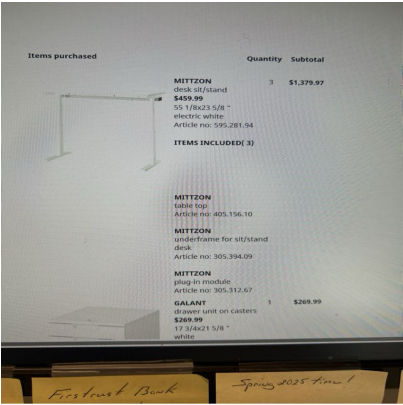 Items purchased
Quantity Subtotal
MITTZON 3 $1,379.97
desk sit/stand
$459.99
55 1/8x23 5/8 "
electric white
Article no: 595.281.94
ITEMS INCLUDED( 3)
MITTZON
table top
Article no: 405.156.10
MITTZON
underframe for sit/stand
desk
Article no: 305.394.09
MITTZON
plug-in module
Article no: 305.312.67
GALANT 1 $269.99
drawer unit on casters
$269.99
17 3/4x21 5/8 "
white
Firstrust Bank
Spring 2025 time !